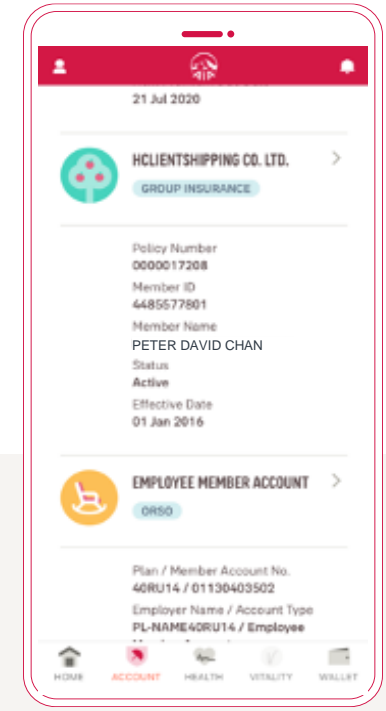 AIA
21 Jul 2020
HCLIENTSHIPPING CO. LTD.
GROUP INSURANCE
Policy Number
0000017208
Member ID
4485577801
Member Name
PETER DAVID CHAN
Status
Active
Effective Date
01 Jan 2016
EMPLOYEE MEMBER ACCOUNT
ORSO
Plan / Member Account No.
40RU14 / 01130403502
Employer Name / Account Type
PL-NAME40RU14 / Employee
HOME ACCOUNT HEALTH VITALITY WALLET